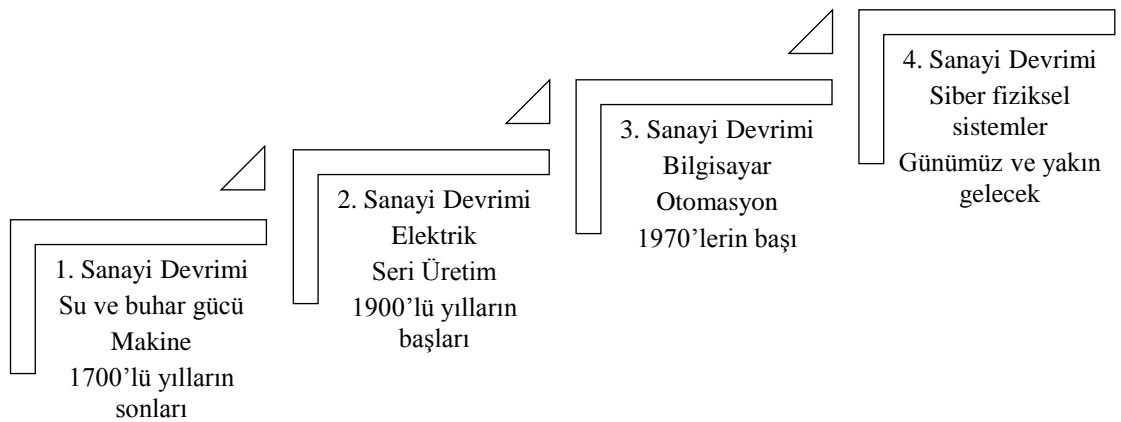 1. Sanayi Devrimi
Su ve buhar gücü
Makine
1700’lü yılların
sonları
2. Sanayi Devrimi
Elektrik
Seri Üretim
1900’lü yılların
başları
3. Sanayi Devrimi
Bilgisayar
Otomasyon
1970’lerin başı
4. Sanayi Devrimi
Siber fiziksel
sistemler
Günümüz ve yakın
gelecek